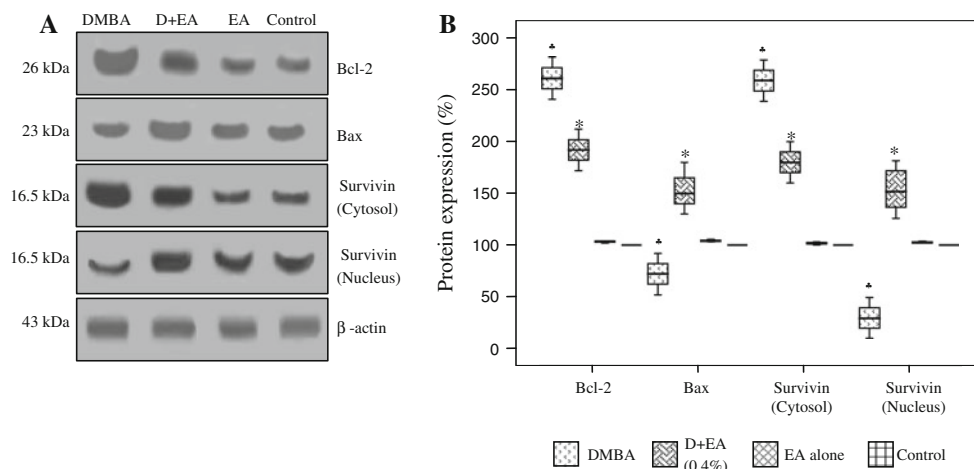 A
DMBA D+EA EA Control
26 kDa Bcl-2
23 kDa Bax
16.5 kDa Survivin
(Cytosol)
16.5 kDa Survivin
(Nucleus)
43 kDa β-actin
B
Protein expression (%)
300
250
200
150
100
50
0
♣ * * ♣ ♣ * * ♣
Bcl-2 Bax Survivin
(Cytosol) Survivin
(Nucleus)
DMBA D+EA
(0.4%) EA alone Control